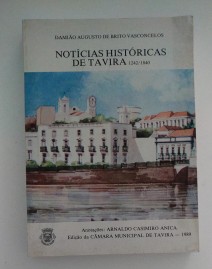 DAMIÃO AUGUSTO DE BRITO VASCONCELOS
NOTÍCIAS HISTÓRICAS
DE TAVIRA 1242/1840
Anotações: ARNALDO CASIMIRO ANICA
Edição da CÂMARA MUNICIPAL DE TAVIRA — 1989